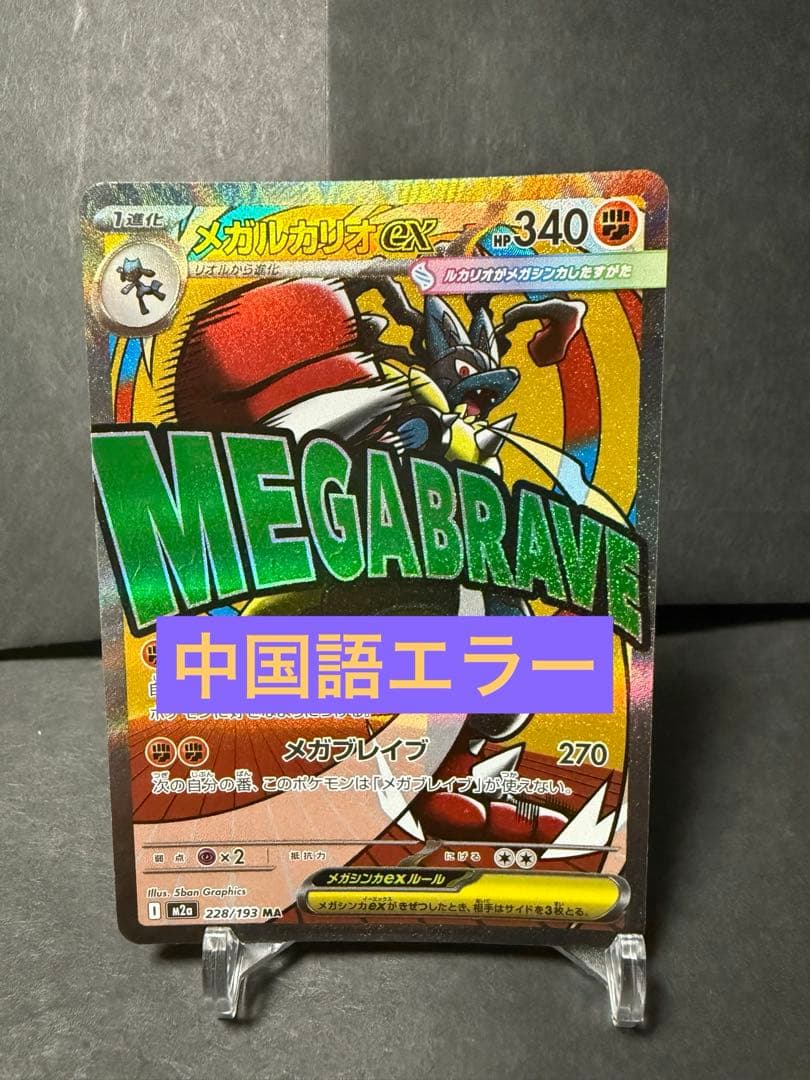 1進化
メガルカリオex
HP340
リオルから進化
ルカリオがメガシンカしたすがた
MEGABRAVE
中国語エラー
メガブレイブ 270
次の自分の番、このポケモンは「メガブレイブ」が使えない。
弱点 ×2 抵抗力 にげる
メガシンカexルール
メガシンカexがきぜつしたとき、相手はサイドを3枚とる。
Illus. 5ban Graphics
I M2a 228/193 MA